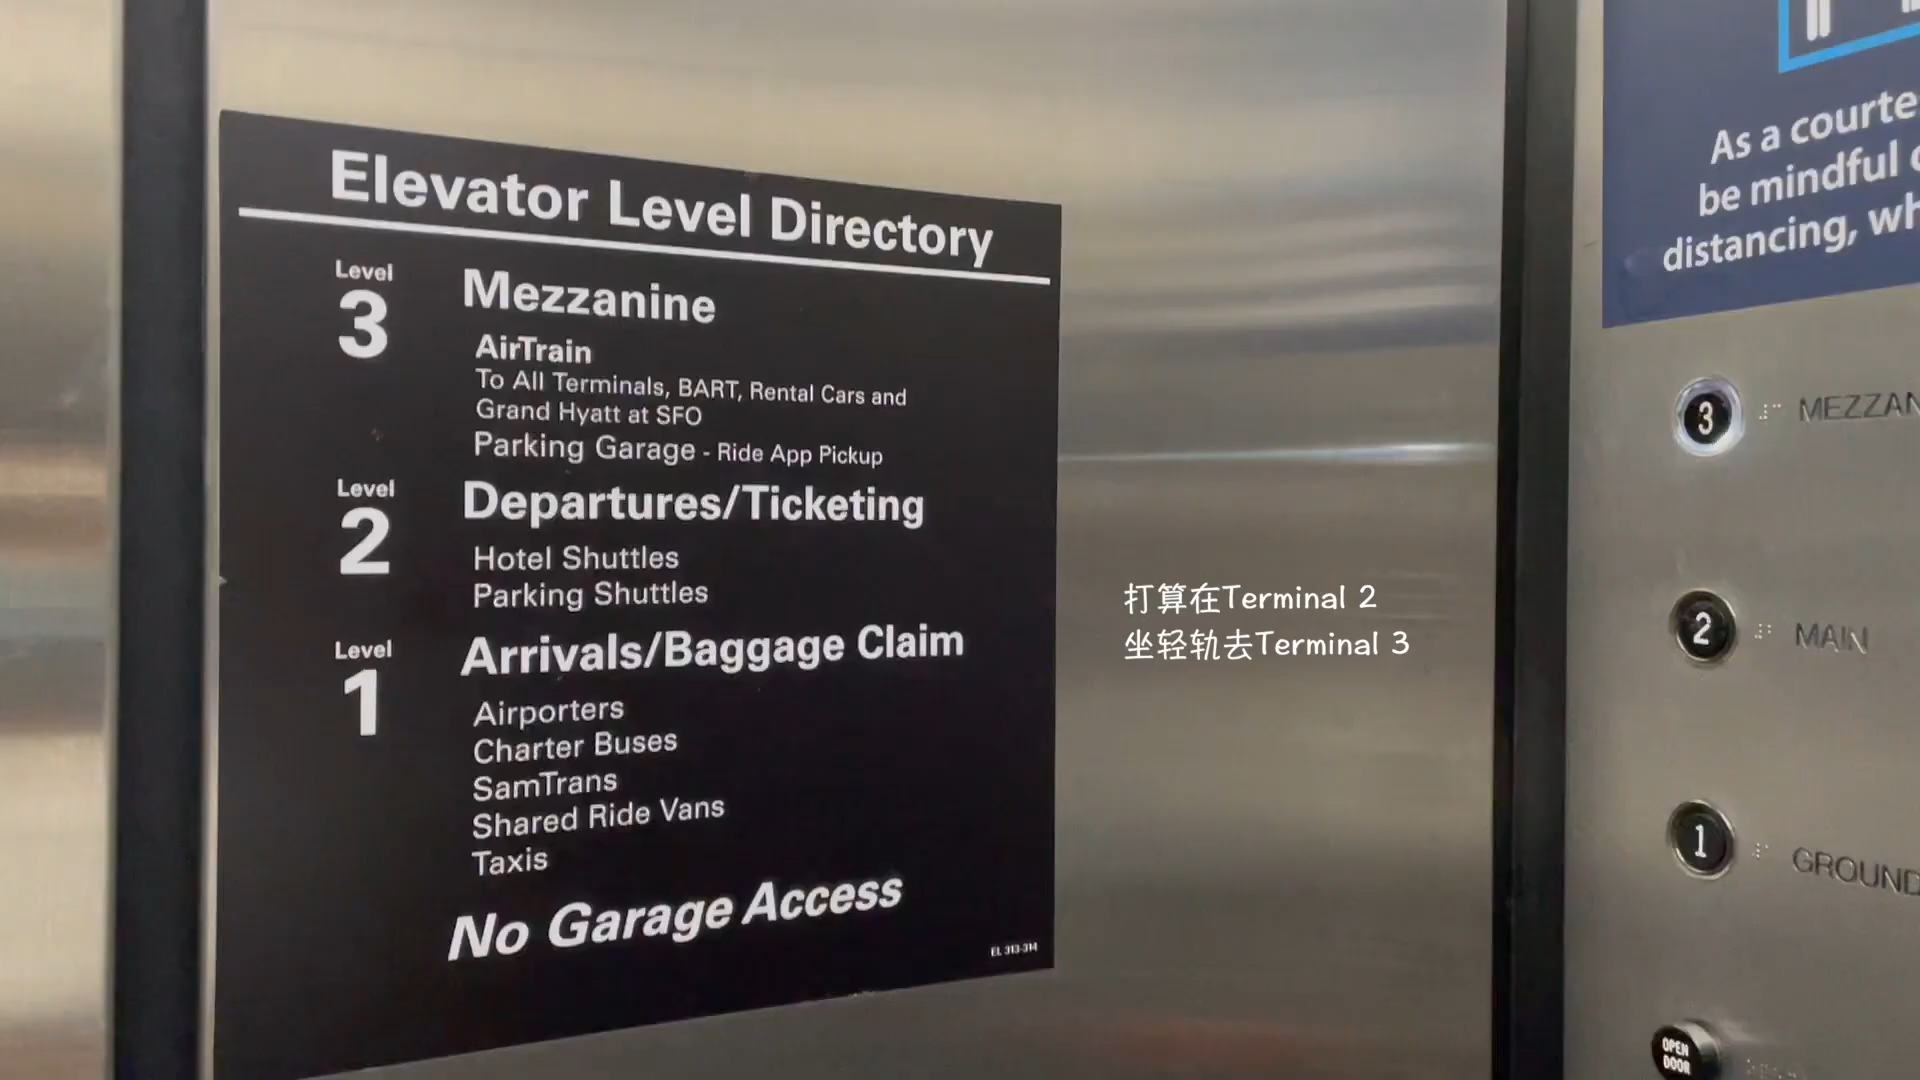 Elevator Level Directory
Level
3
Mezzanine
AirTrain
To All Terminals, BART, Rental Cars and
Grand Hyatt at SFO
Parking Garage - Ride App Pickup
Level
2
Departures/Ticketing
Hotel Shuttles
Parking Shuttles
Level
1
Arrivals/Baggage Claim
Airporters
Charter Buses
SamTrans
Shared Ride Vans
Taxis
No Garage Access
EL 313-314
打算在Terminal 2
坐轻轨去Terminal 3
As a courte
be mindful
distancing, wh
3 MEZZAN
2 MAIN
1 GROUND
OPEN
DOOR